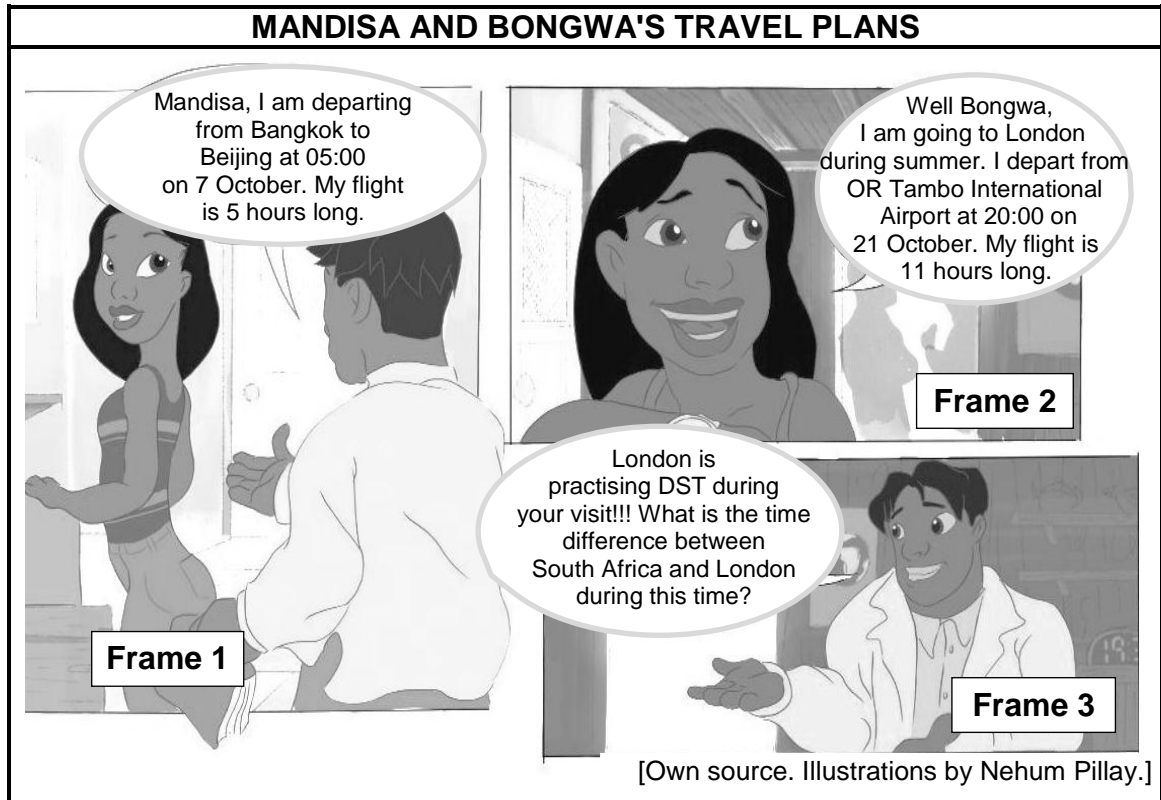 MANDISA AND BONGWA'S TRAVEL PLANS
Mandisa, I am departing
from Bangkok to
Beijing at 05:00
on 7 October. My flight
is 5 hours long.
Frame 1
Well Bongwa,
I am going to London
during summer. I depart from
OR Tambo International
Airport at 20:00 on
21 October. My flight is
11 hours long.
Frame 2
London is
practising DST during
your visit!!! What is the time
difference between
South Africa and London
during this time?
Frame 3
[Own source. Illustrations by Nehum Pillay.]